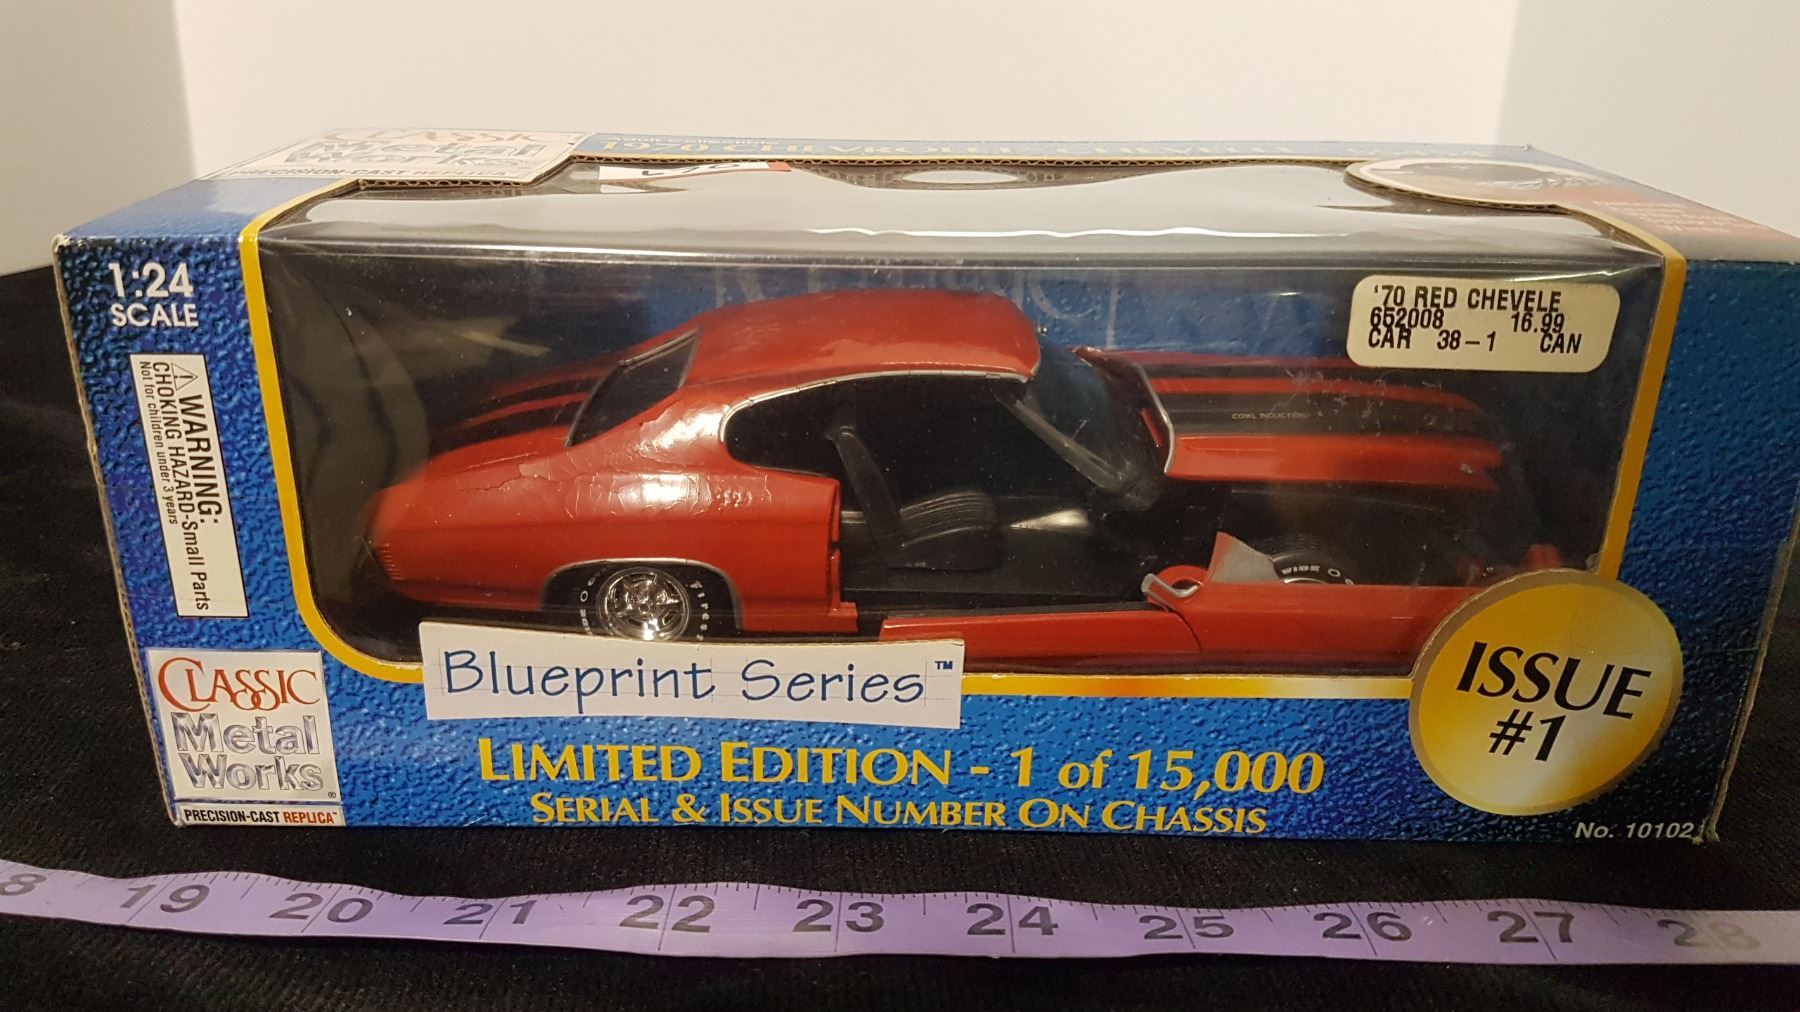 CLASSIC
Metal
Works
PRECISION-CAST REPLICA
1970 CHEVROLET CHEVELLE
1:24
SCALE
WARNING:
CHOKING HAZARD-Small Parts
Not for children under 3 years
'70 RED CHEVELE
652008 16.99
CAR 38-1 CAN
COWL INDUCTION
CLASSIC
Metal
Works®
PRECISION-CAST REPLICA™
Blueprint Series™
LIMITED EDITION - 1 of 15,000
SERIAL & ISSUE NUMBER ON CHASSIS
ISSUE
#1
No. 10102
8 19 20 21 22 23 24 25 26 27 28